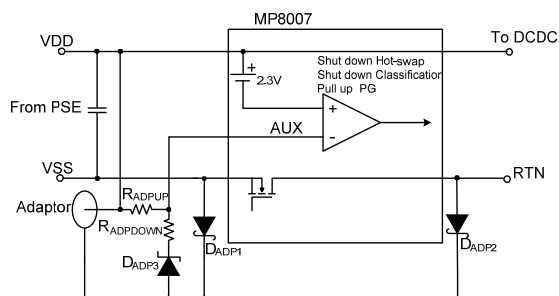 MP8007
VDD
To DCDC
+
2.3V
Shut down Hot-swap
Shut down Classification
Pull up PG
From PSE
+
AUX
-
VSS
RTN
Adaptor
RADPUP
RADPDOWN
DADP1
DADP2
DADP3